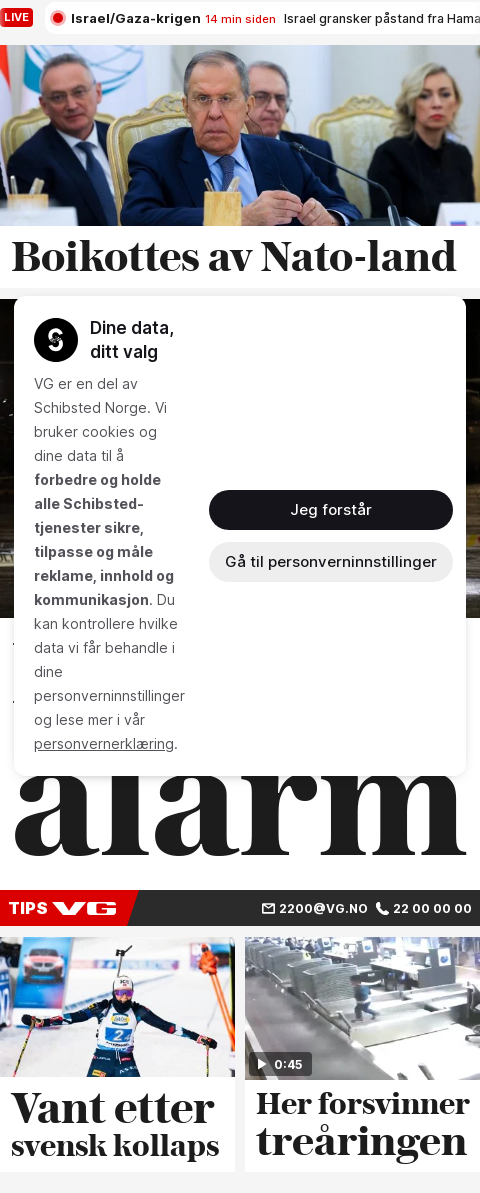 LIVE
Israel/Gaza-krigen 14 min siden Israel gransker påstand fra Hama
Boikottes av Nato-land
Dine data,
ditt valg
VG er en del av
Schibsted Norge. Vi
bruker cookies og
dine data til å
forbedre og holde
alle Schibsted-
tjenester sikre,
tilpasse og måle
reklame, innhold og
kommunikasjon. Du
kan kontrollere hvilke
data vi får behandle i
dine
personverninnstillinger
og lese mer i vår
personvernerklæring.
Jeg forstår
Gå til personverninnstillinger
alarm
TIPS VG
2200@VG.NO 22 00 00 00
2
0:45
Vant etter
svensk kollaps
Her forsvinner
treåringen